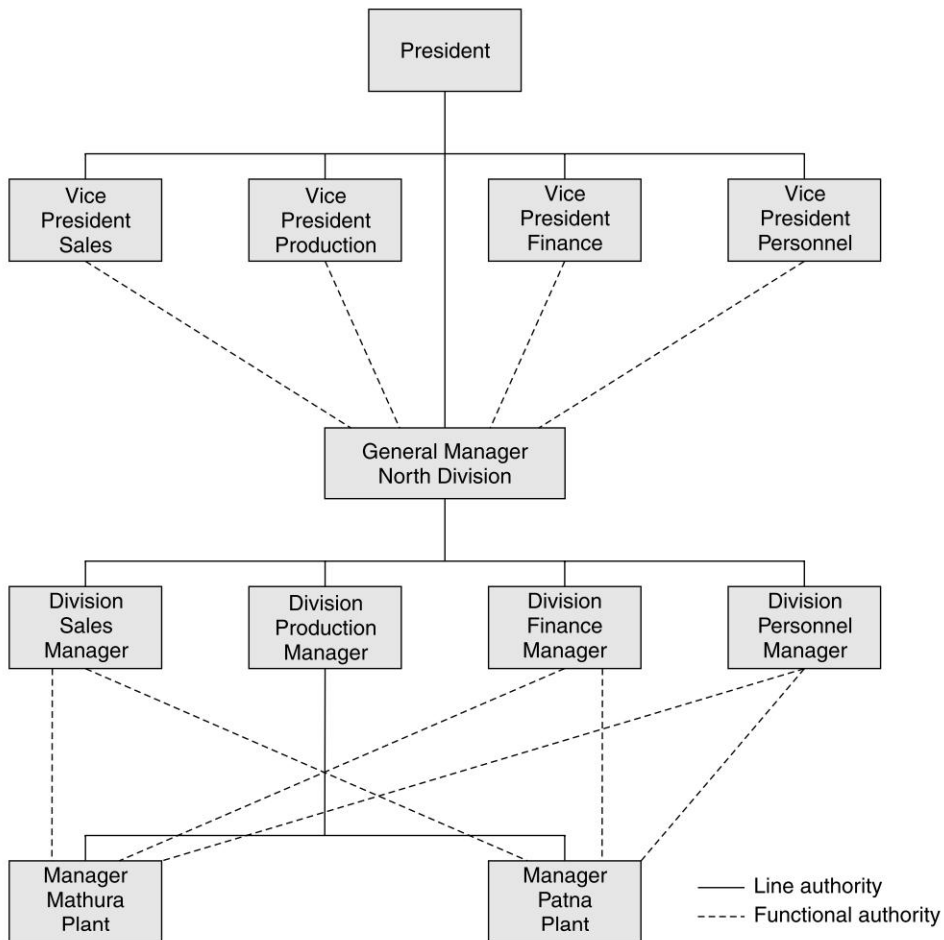 President
Vice
President
Sales
Vice
President
Production
Vice
President
Finance
Vice
President
Personnel
General Manager
North Division
Division
Sales
Manager
Division
Production
Manager
Division
Finance
Manager
Division
Personnel
Manager
Manager
Mathura
Plant
Manager
Patna
Plant
Line authority
Functional authority